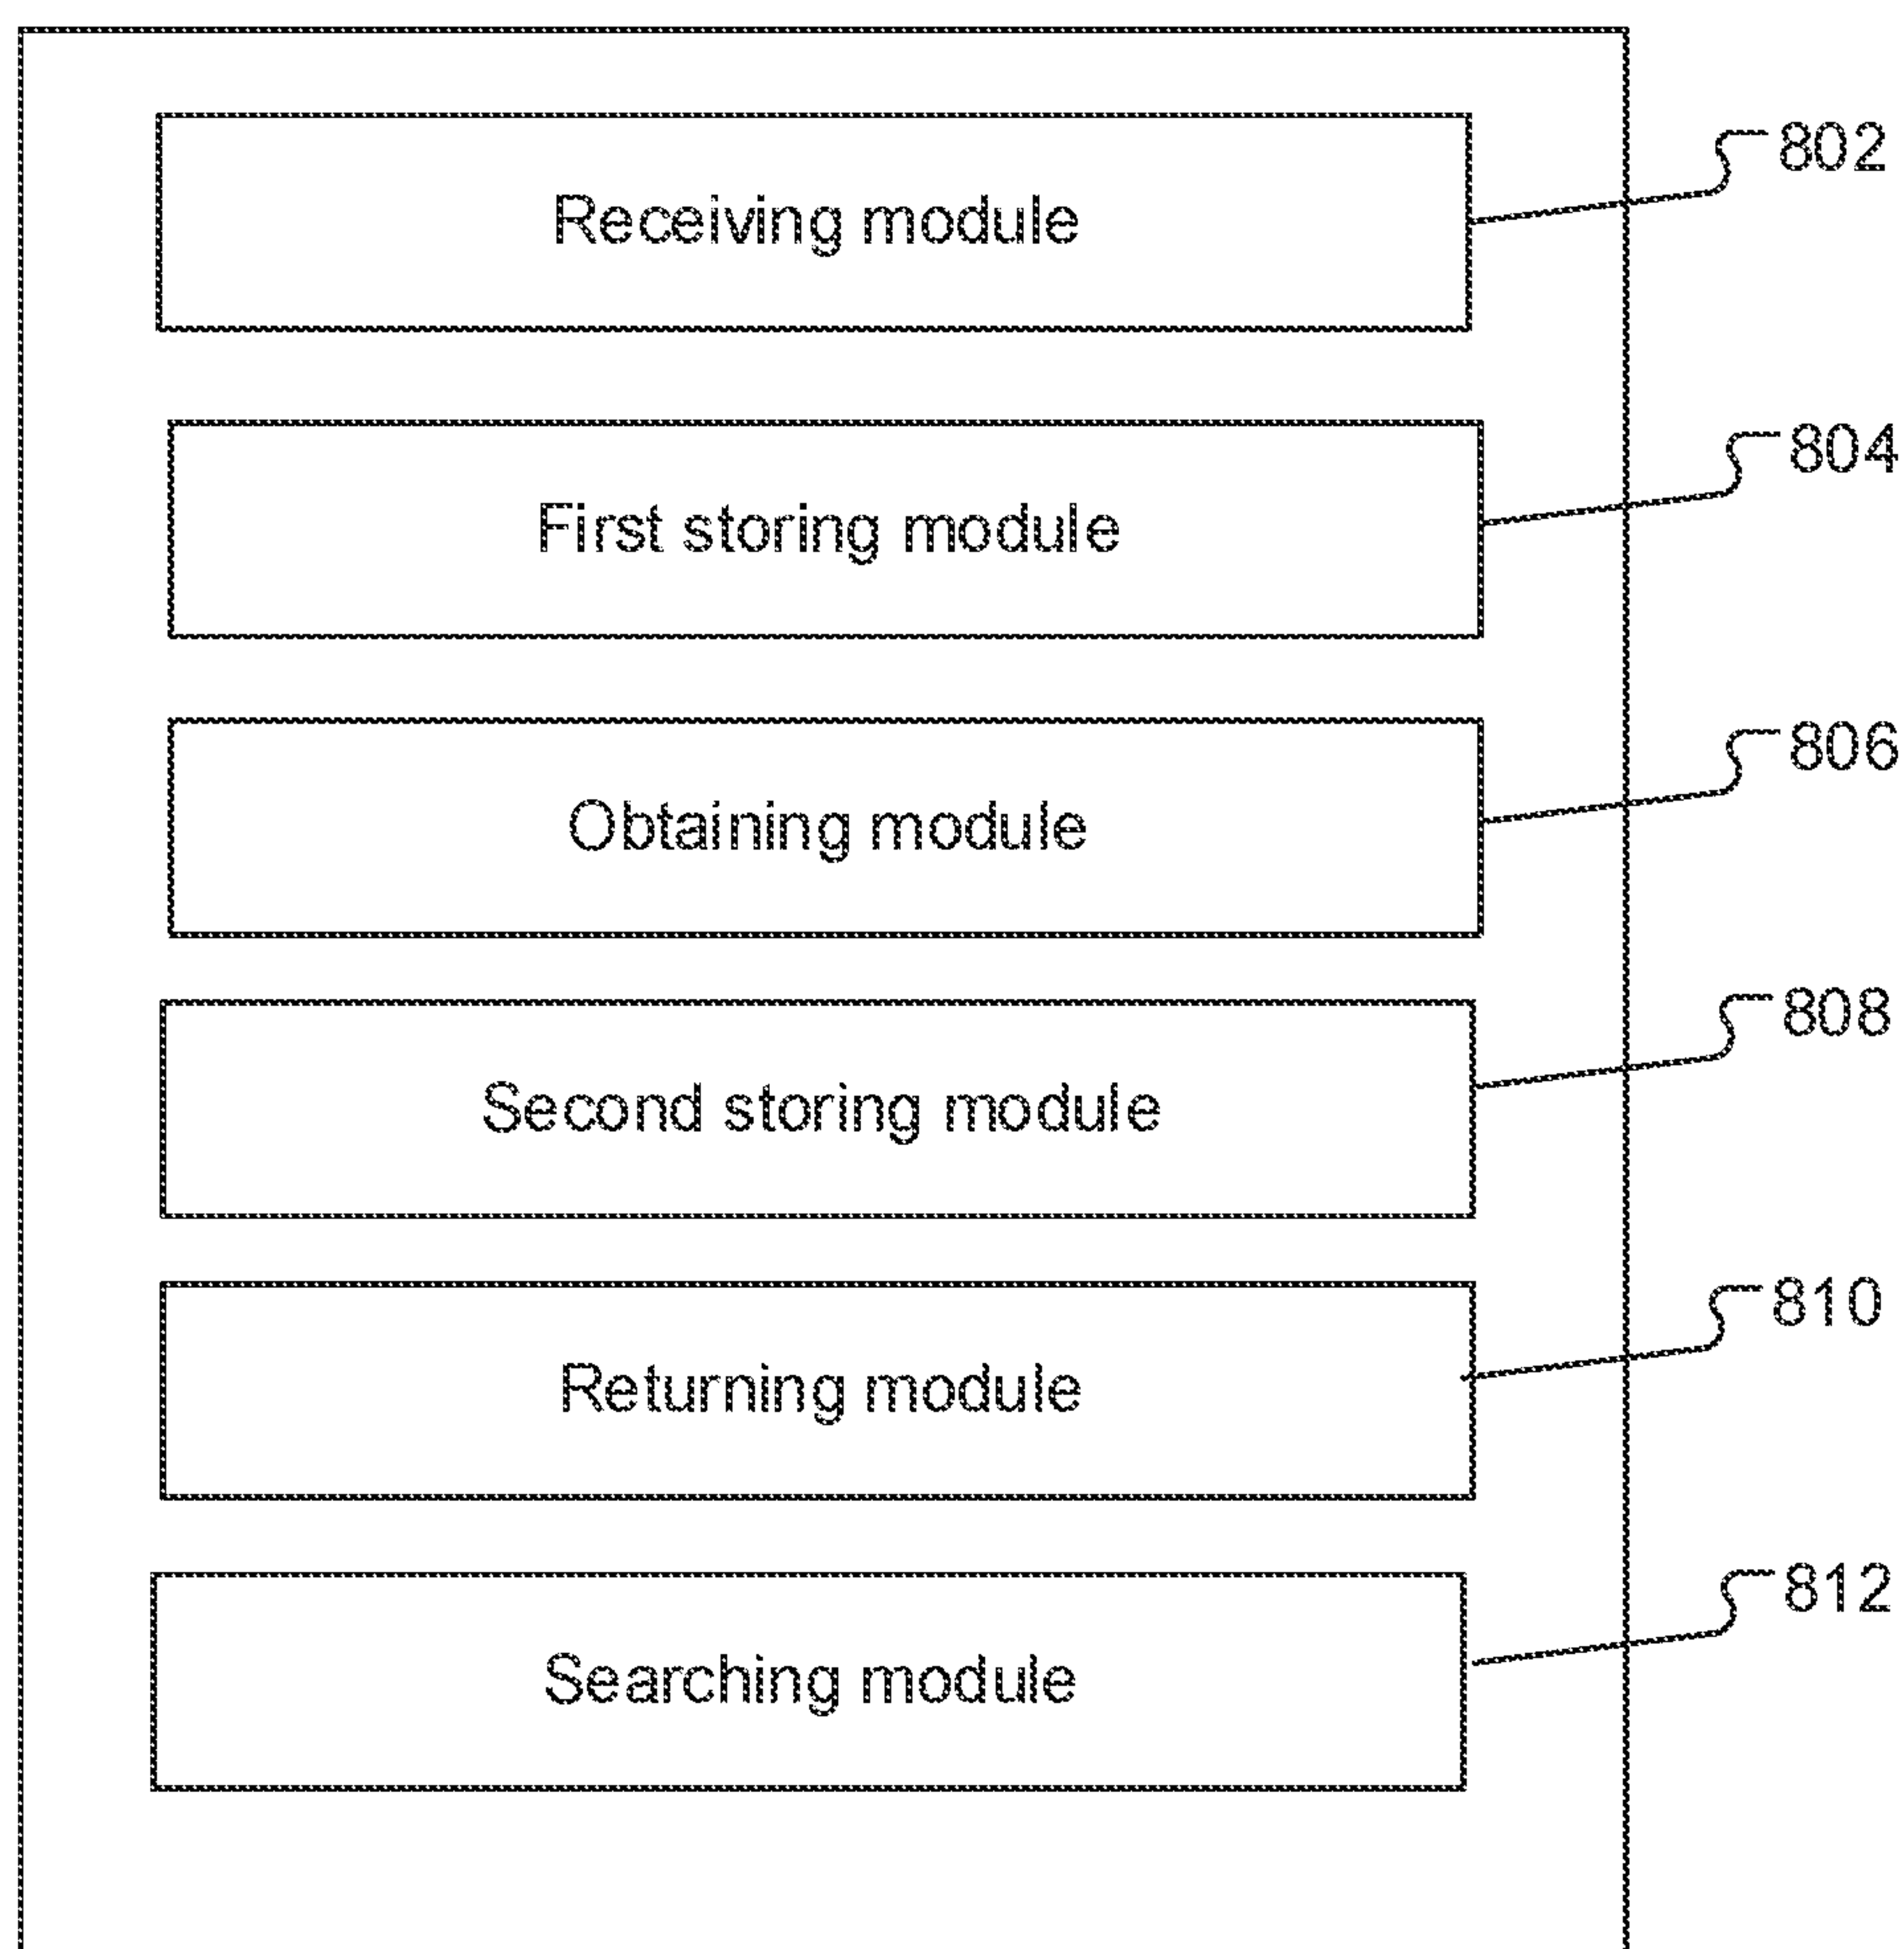 Receiving module
802
First storing module
804
Obtaining module
806
Second storing module
808
Returning module
810
Searching module
812